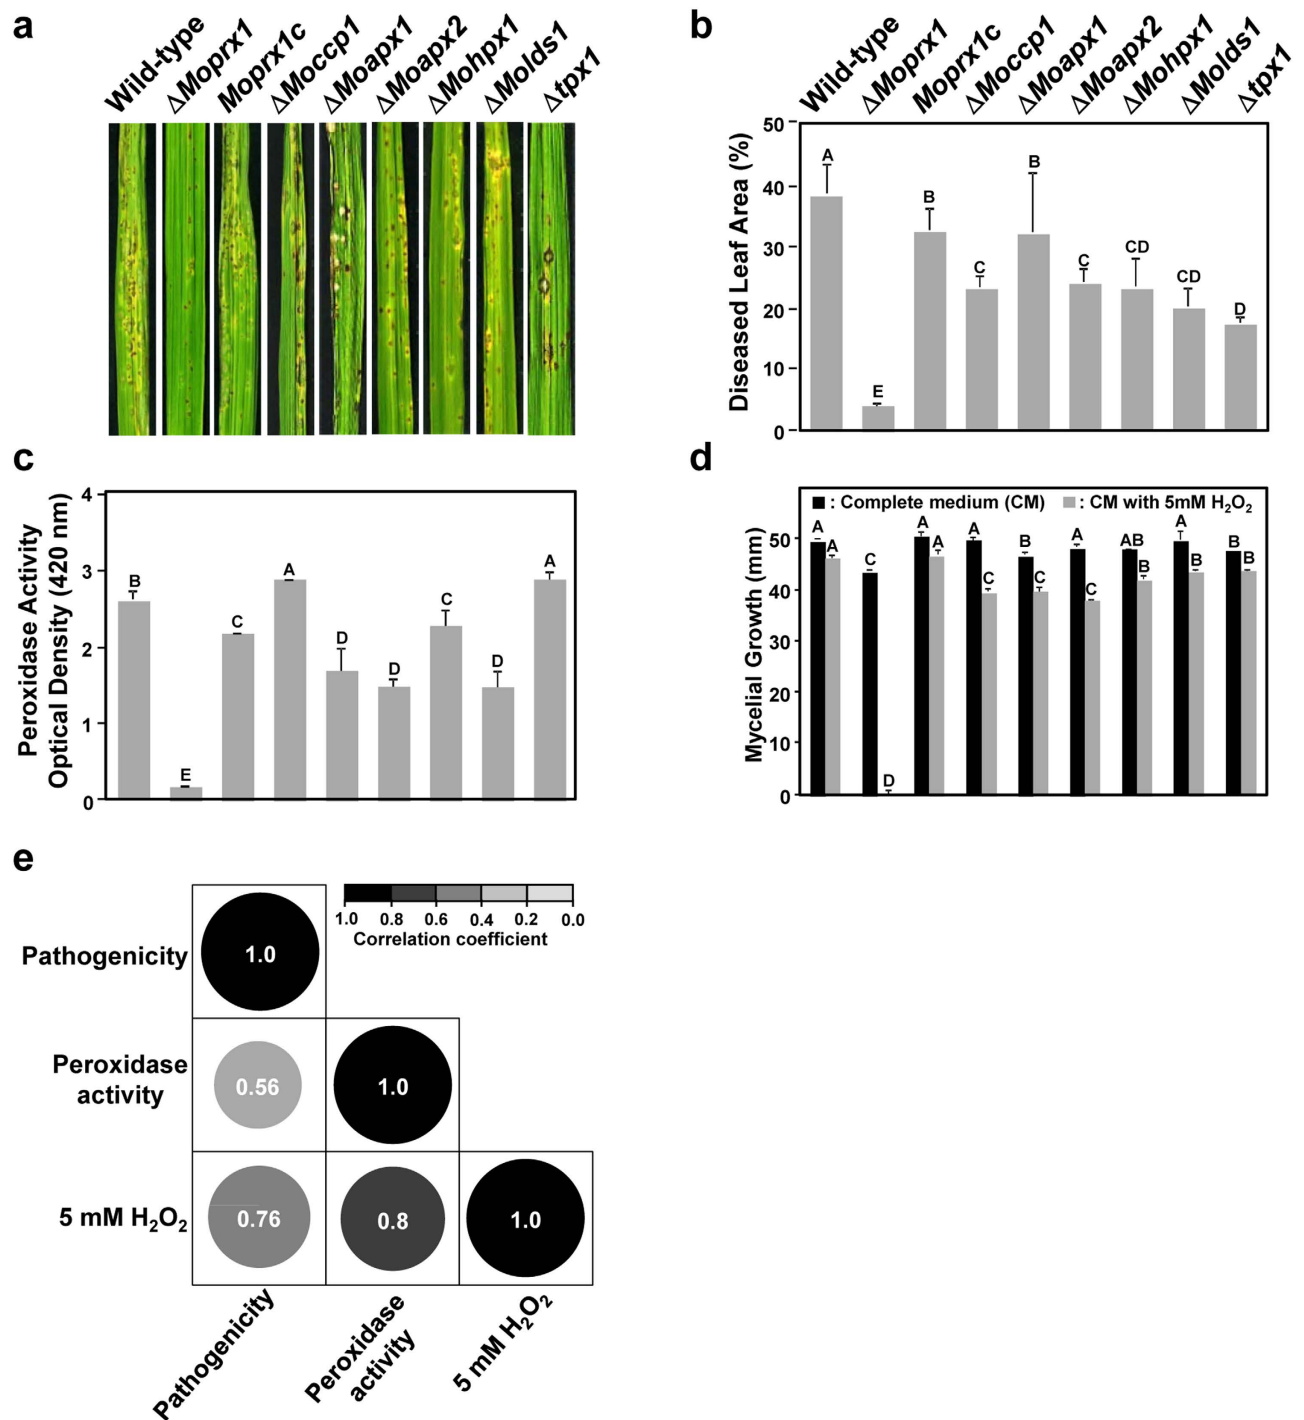 a
Wild-type
ΔMoprx1
Moprx1c
ΔMoccp1
ΔMoapx1
ΔMoapx2
ΔMohpx1
ΔMolds1
Δtpx1
b
Wild-type
ΔMoprx1
Moprx1c
ΔMoccp1
ΔMoapx1
ΔMoapx2
ΔMohpx1
ΔMolds1
Δtpx1
Diseased Leaf Area (%)
50
40
30
20
10
0
A
E
B
C
B
C
CD
CD
D
c
Peroxidase Activity
Optical Density (420 nm)
4
3
2
1
0
B
E
C
A
D
D
C
D
A
d
Mycelial Growth (mm)
: Complete medium (CM) : CM with 5mM H₂O₂
50
40
30
20
10
0
A A
C D
A A
A C
B C
A C
AB B
A B
B B
e
1.0 0.8 0.6 0.4 0.2 0.0
Correlation coefficient
Pathogenicity
1.0
Peroxidase
activity
0.56 1.0
5 mM H₂O₂
0.76 0.8 1.0
Pathogenicity
Peroxidase
activity
5 mM H₂O₂